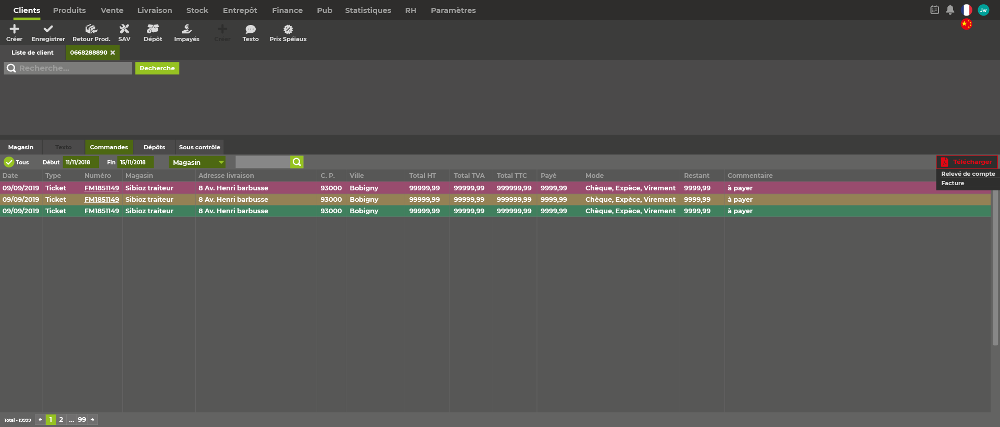 Clients Produits Vente Livraison Stock Entrepôt Finance Pub Statistiques RH Paramètres Jw
Créer Enregistrer Retour Prod. SAV Dépôt Impayés Créer Texto Prix Spéiaux
Liste de client 0668288890
Recherche... Recherche
Magasin Texto Commandes Dépôts Sous contrôle
Tous Début 11/11/2018 Fin 15/11/2018 Magasin Télécharger
Relevé de compte
Facture
Date Type Numéro Magasin Adresse livraison C. P. Ville Total HT Total TVA Total TTC Payé Mode Restant Commentaire
09/09/2019 Ticket FM1851149 Sibioz traiteur 8 Av. Henri barbusse 93000 Bobigny 99999,99 99999,99 999999,99 9999,99 Chèque, Expèce, Virement 9999,99 à payer
09/09/2019 Ticket FM1851149 Sibioz traiteur 8 Av. Henri barbusse 93000 Bobigny 99999,99 99999,99 999999,99 9999,99 Chèque, Expèce, Virement 9999,99 à payer
09/09/2019 Ticket FM1851149 Sibioz traiteur 8 Av. Henri barbusse 93000 Bobigny 99999,99 99999,99 999999,99 9999,99 Chèque, Expèce, Virement 9999,99 à payer
Total - 19999 ← 1 2 ... 99 →